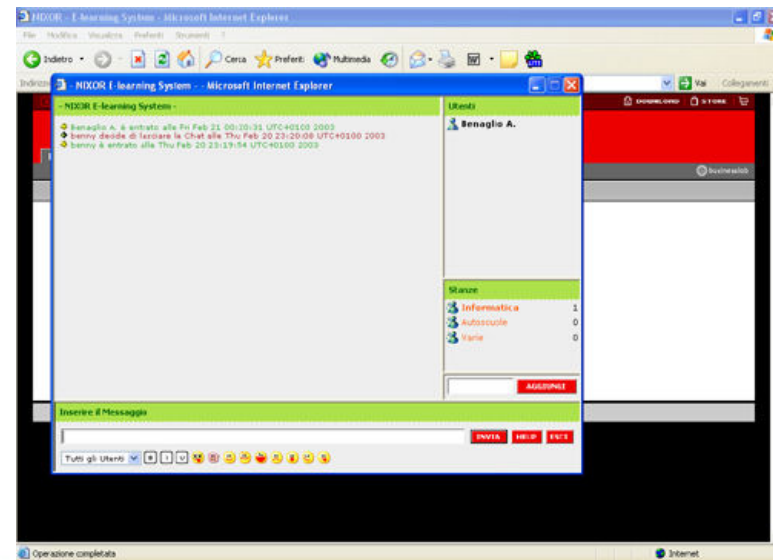 NIXOR - E-learning System - Microsoft Internet Explorer
File Modifica Visualizza Preferiti Strumenti ?
Indietro Cerca Preferiti Multimedia
Vai Collegamenti
- NIXOR E-learning System - - Microsoft Internet Explorer
DOWNLOAD STORE
- NIXOR E-learning System -
Utenti
Benaglio A. è entrato alle Fri Feb 21 00:20:31 UTC+0100 2003
benny decide di lasciare la Chat alle Thu Feb 20 23:20:08 UTC+0100 2003
benny è entrato alle Thu Feb 20 23:19:54 UTC+0100 2003
Benaglio A.
businesslab
Stanze
Informatica 1
Autoscuole 0
Varie 0
AGGIUNGI
Inserire il Messaggio
INVIA HELP ESCI
Tutti gli Utenti B I U
Operazione completata
Internet